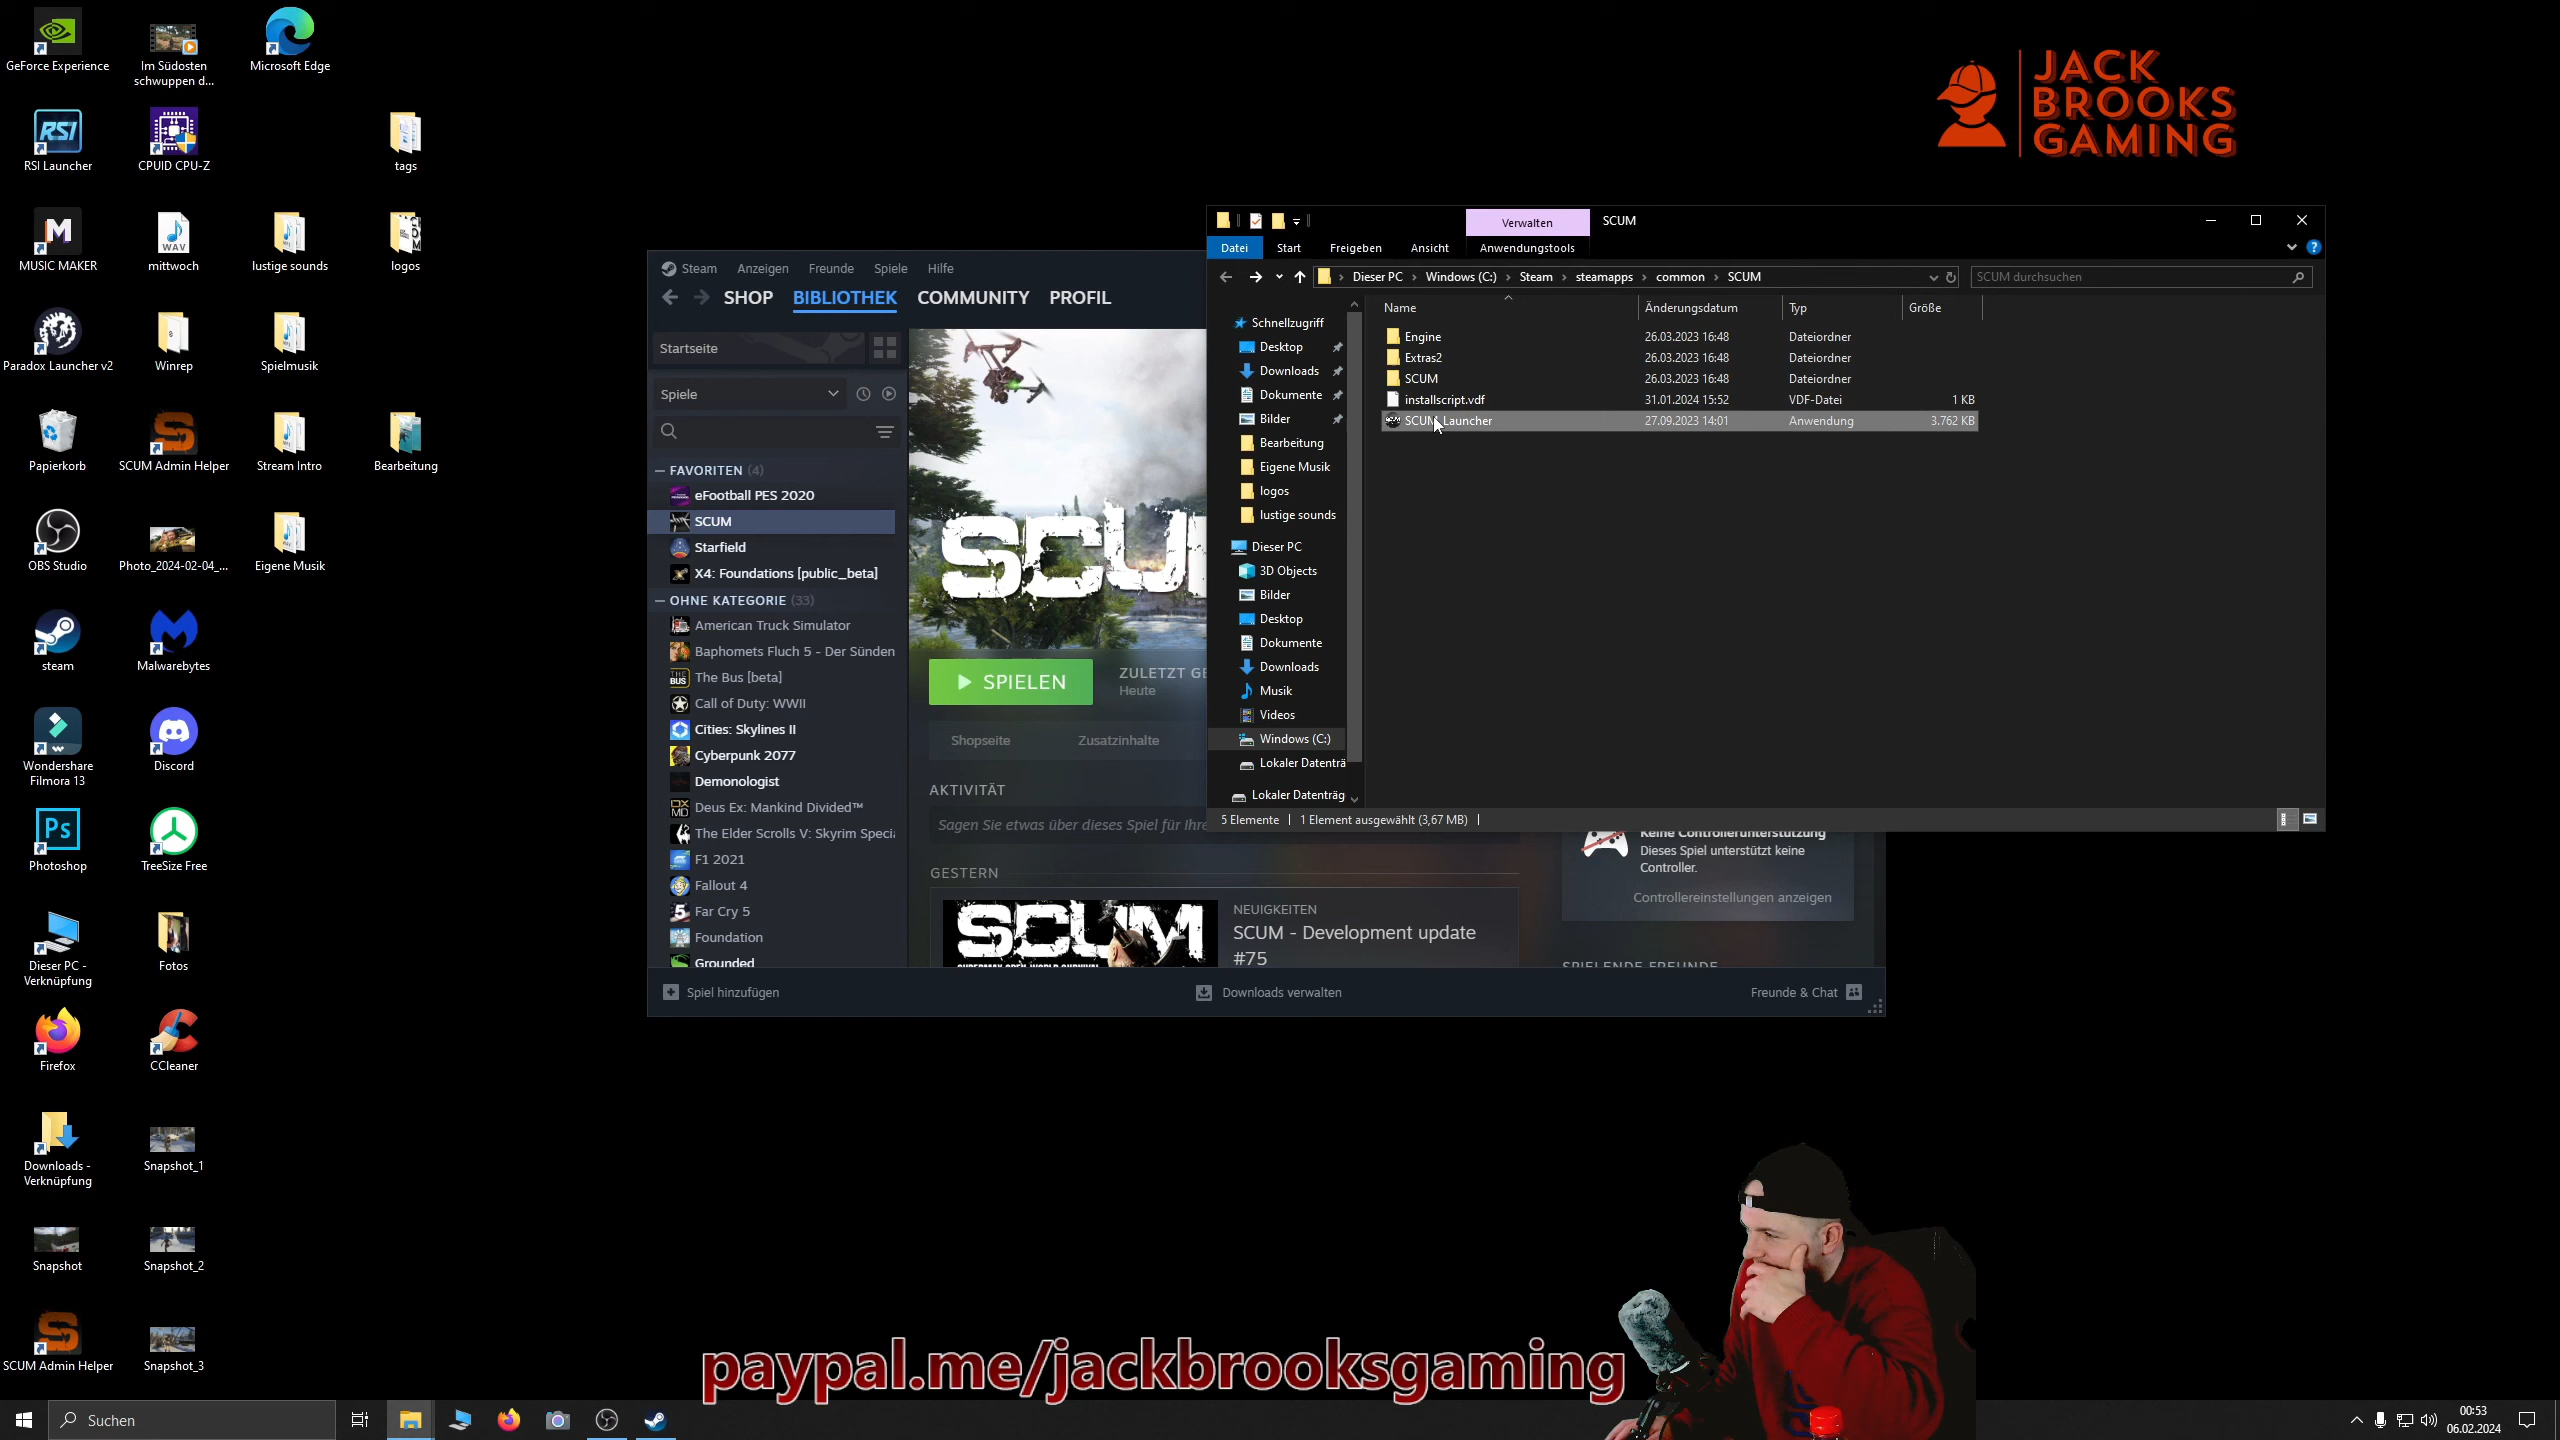 GeForce Experience
Im Südosten
schwuppen d...
Microsoft Edge
RSI
RSI Launcher
CPUID CPU-Z
tags
MUSIC MAKER
WAV
mittwoch
lustige sounds
logos
Paradox Launcher v2
Winrep
Spielmusik
Papierkorb
SCUM Admin Helper
Stream Intro
Bearbeitung
OBS Studio
Photo_2024-02-04_...
Eigene Musik
steam
Malwarebytes
Wondershare
Filmora 13
Discord
Ps
Photoshop
TreeSize Free
Dieser PC -
Verknüpfung
Fotos
Firefox
CCleaner
Downloads -
Verknüpfung
Snapshot_1
Snapshot
Snapshot_2
SCUM Admin Helper
Snapshot_3
JACK
BROOKS
GAMING
Steam Anzeigen Freunde Spiele Hilfe
SHOP BIBLIOTHEK COMMUNITY PROFIL
Startseite
Spiele
FAVORITEN (4)
eFootball PES 2020
SCUM
Starfield
X4: Foundations [public_beta]
OHNE KATEGORIE (33)
American Truck Simulator
Baphomets Fluch 5 - Der Sünden
The Bus [beta]
Call of Duty: WWII
Cities: Skylines II
Cyberpunk 2077
Demonologist
Deus Ex: Mankind Divided™
The Elder Scrolls V: Skyrim Specia
F1 2021
Fallout 4
Far Cry 5
Foundation
Grounded
SPIELEN
ZULETZT GE
Heute
Shopseite Zusatzinhalte
AKTIVITÄT
Sagen Sie etwas über dieses Spiel für Ihre
GESTERN
SCUM
NEUIGKEITEN
SCUM - Development update
#75
Keine Controllerunterstützung
Dieses Spiel unterstützt keine
Controller.
Controllereinstellungen anzeigen
SPIELENDE FREUNDE
Spiel hinzufügen
Downloads verwalten
Freunde & Chat
Verwalten SCUM
Datei Start Freigeben Ansicht Anwendungstools
Dieser PC › Windows (C:) › Steam › steamapps › common › SCUM
SCUM durchsuchen
Name Änderungsdatum Typ Größe
Engine 26.03.2023 16:48 Dateiordner
Extras2 26.03.2023 16:48 Dateiordner
SCUM 26.03.2023 16:48 Dateiordner
installscript.vdf 31.01.2024 15:52 VDF-Datei 1 KB
SCUM_Launcher 27.09.2023 14:01 Anwendung 3.762 KB
Schnellzugriff
Desktop
Downloads
Dokumente
Bilder
Bearbeitung
Eigene Musik
logos
lustige sounds
Dieser PC
3D Objects
Bilder
Desktop
Dokumente
Downloads
Musik
Videos
Windows (C:)
Lokaler Datenträ
Lokaler Datenträg
5 Elemente 1 Element ausgewählt (3,67 MB)
paypal.me/jackbrooksgaming
Suchen
00:53
06.02.2024